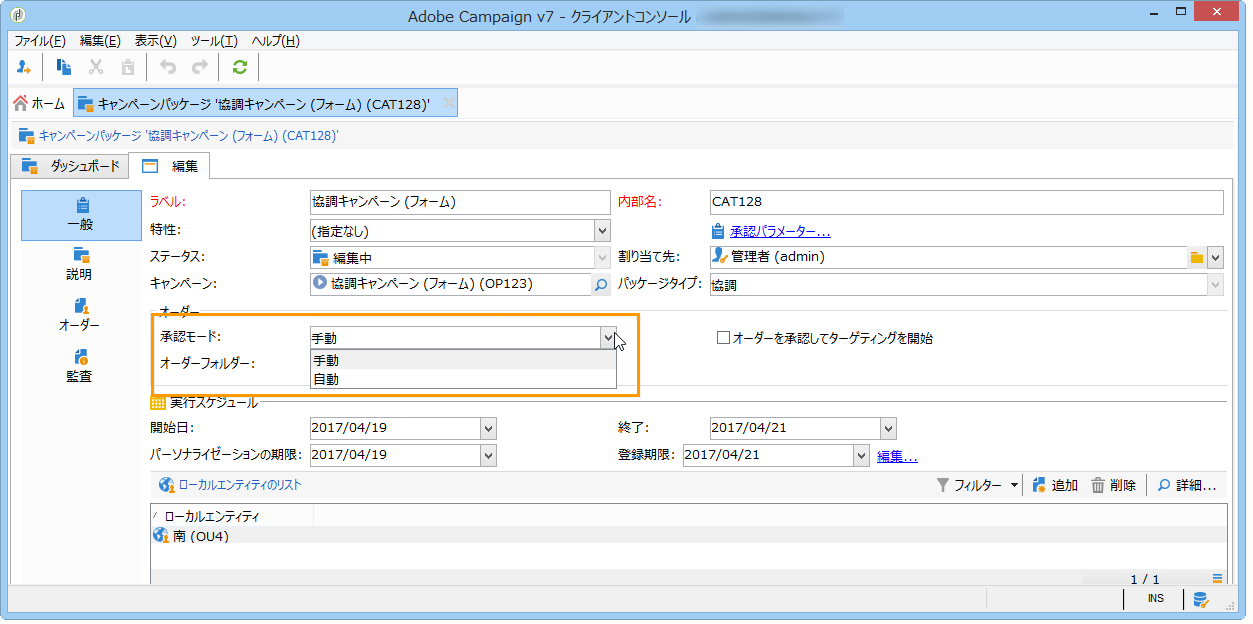 Adobe Campaign v7 - クライアントコンソール
ファイル(F) 編集(E) 表示(V) ツール(T) ヘルプ(H)
ホーム キャンペーンパッケージ '協調キャンペーン (フォーム) (CAT128)'
キャンペーンパッケージ '協調キャンペーン (フォーム) (CAT128)'
ダッシュボード 編集
一般
説明
オーダー
監査
ラベル: 協調キャンペーン (フォーム) 内部名: CAT128
特性: (指定なし) 承認パラメーター...
ステータス: 編集中 割り当て先: 管理者 (admin)
キャンペーン: 協調キャンペーン (フォーム) (OP123) パッケージタイプ: 協調
オーダー
承認モード: 手動 オーダーを承認してターゲティングを開始
オーダーフォルダー: 手動
自動
実行スケジュール
開始日: 2017/04/19 終了: 2017/04/21
パーソナライゼーションの期限: 2017/04/19 登録期限: 2017/04/21 編集...
ローカルエンティティのリスト フィルター 追加 削除 詳細...
ローカルエンティティ
南 (OU4)
1 / 1
INS